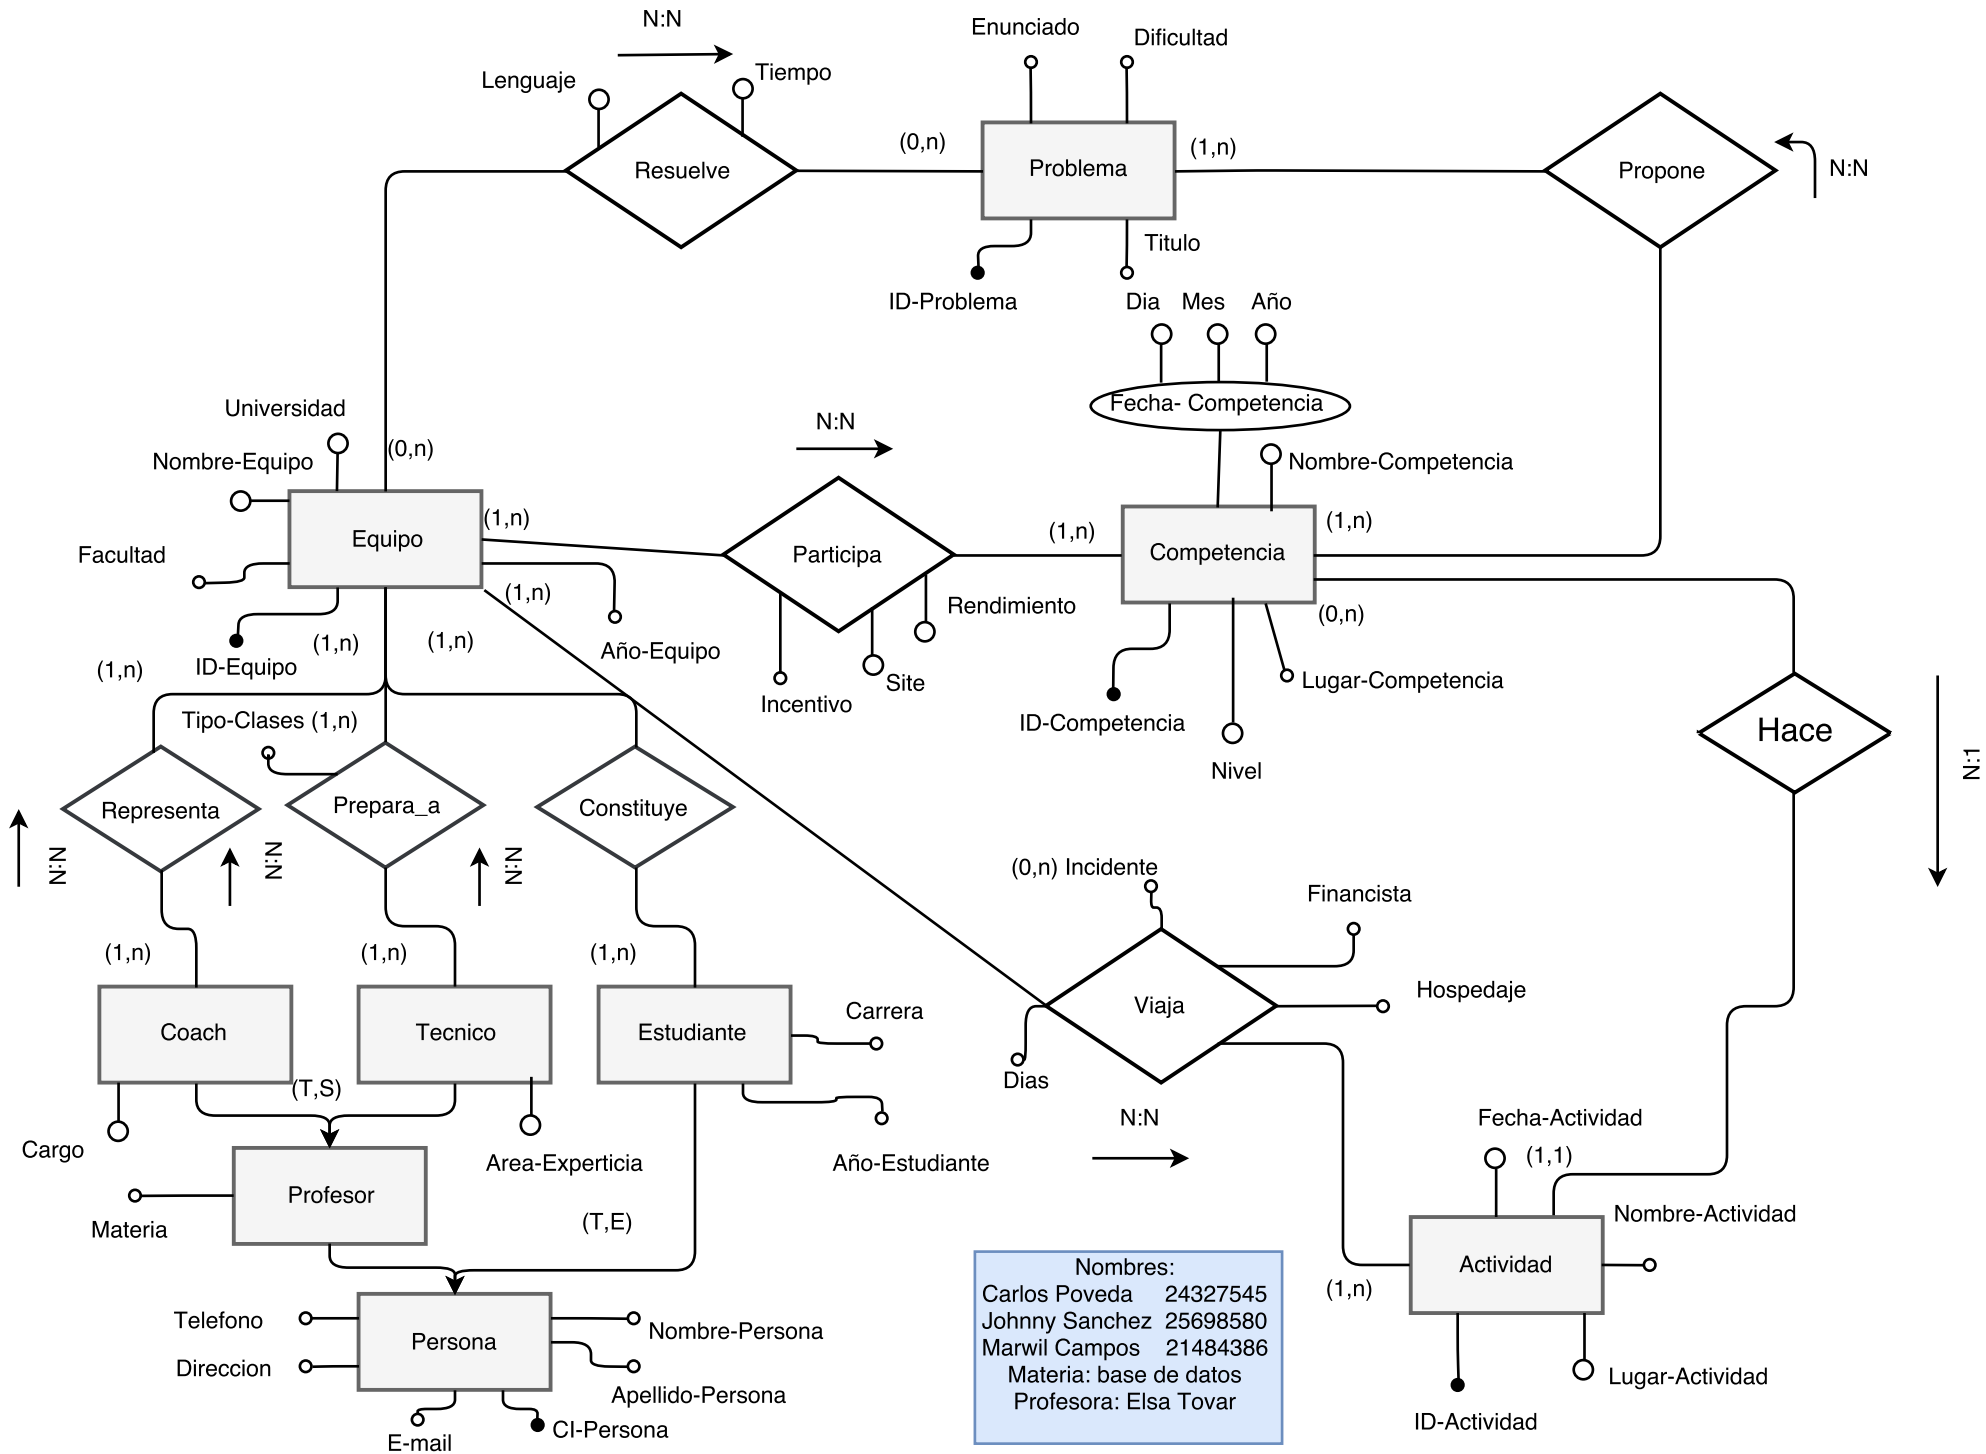 N:N
Enunciado
Dificultad
Lenguaje
Tiempo
Resuelve
(0,n)
Problema
(1,n)
Propone
N:N
Titulo
ID-Problema
Dia
Mes
Año
Fecha- Competencia
Universidad
N:N
Nombre-Equipo
(0,n)
Nombre-Competencia
Equipo
(1,n)
Participa
(1,n)
Competencia
(1,n)
Facultad
(1,n)
Rendimiento
(0,n)
ID-Equipo
(1,n)
(1,n)
Año-Equipo
(1,n)
Site
Incentivo
Lugar-Competencia
ID-Competencia
Tipo-Clases (1,n)
Nivel
Hace
N:1
Representa
Prepara_a
Constituye
N:N
N:N
N:N
(0,n) Incidente
Financista
(1,n)
(1,n)
(1,n)
Hospedaje
Viaja
Carrera
Coach
Tecnico
Estudiante
Dias
(T,S)
N:N
Fecha-Actividad
Cargo
Area-Experticia
Año-Estudiante
(1,1)
Profesor
Materia
(T,E)
Nombre-Actividad
Actividad
(1,n)
Nombres:
Carlos Poveda 24327545
Johnny Sanchez 25698580
Marwil Campos 21484386
Materia: base de datos
Profesora: Elsa Tovar
Telefono
Nombre-Persona
Persona
Direccion
Apellido-Persona
Lugar-Actividad
E-mail
CI-Persona
ID-Actividad